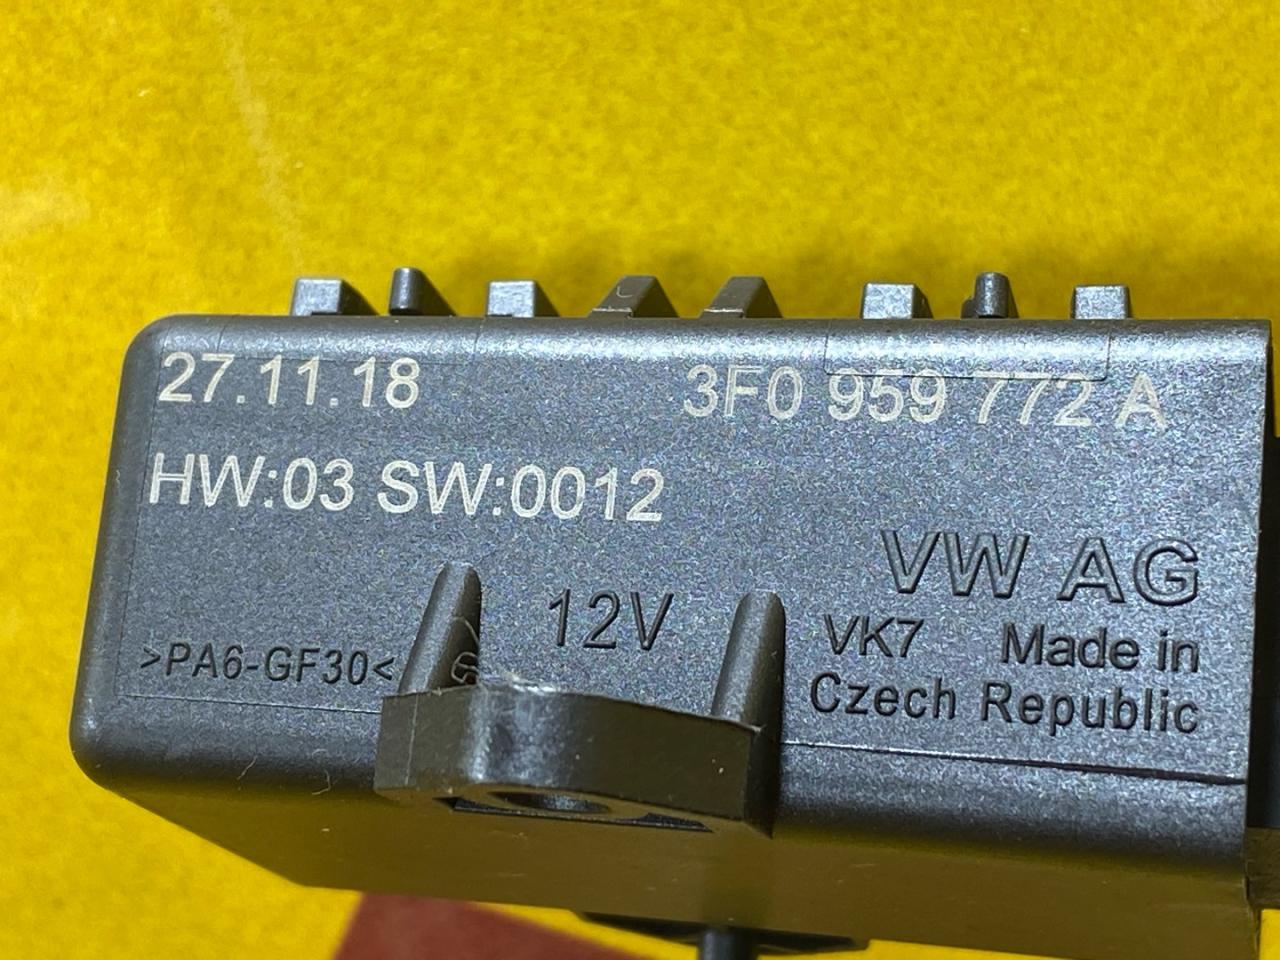 27.11.18 3F0 959 772 A
HW:03 SW:0012
VW AG
12V VK7 Made in
>PA6-GF30< Czech Republic